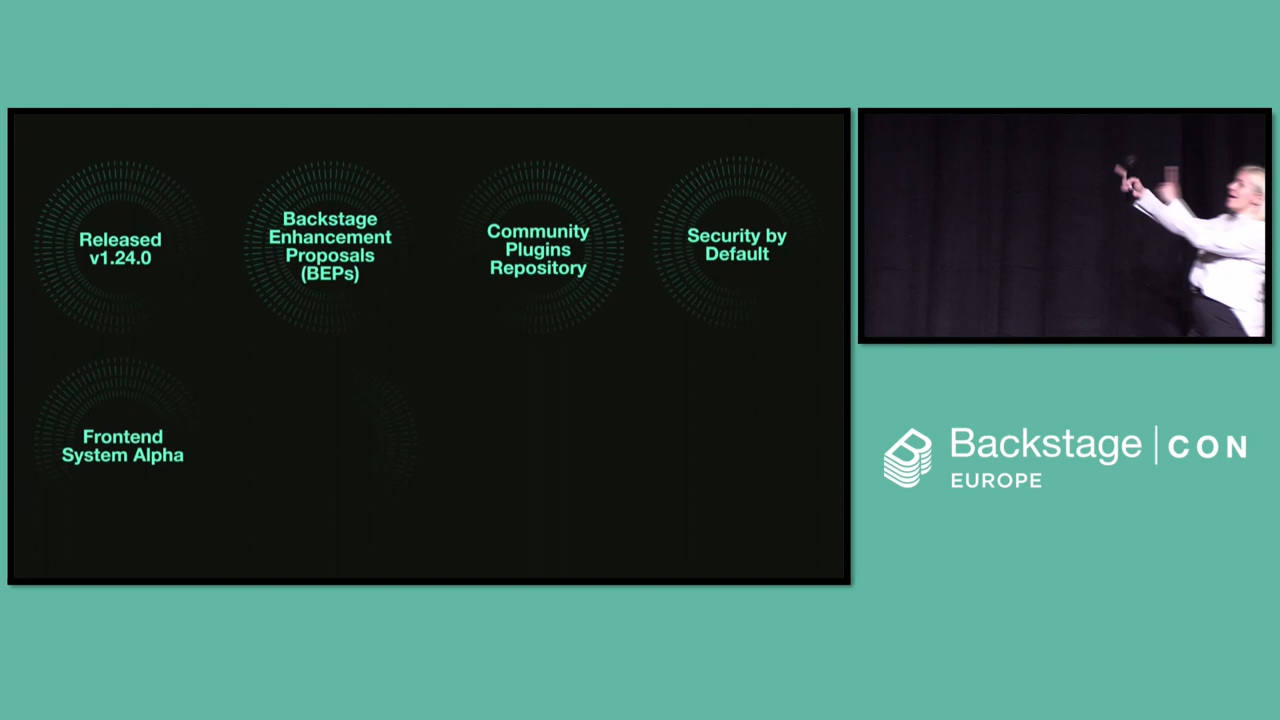 Released
v1.24.0
Backstage
Enhancement
Proposals
(BEPs)
Community
Plugins
Repository
Security by
Default
Frontend
System Alpha
Backstage | CON
EUROPE